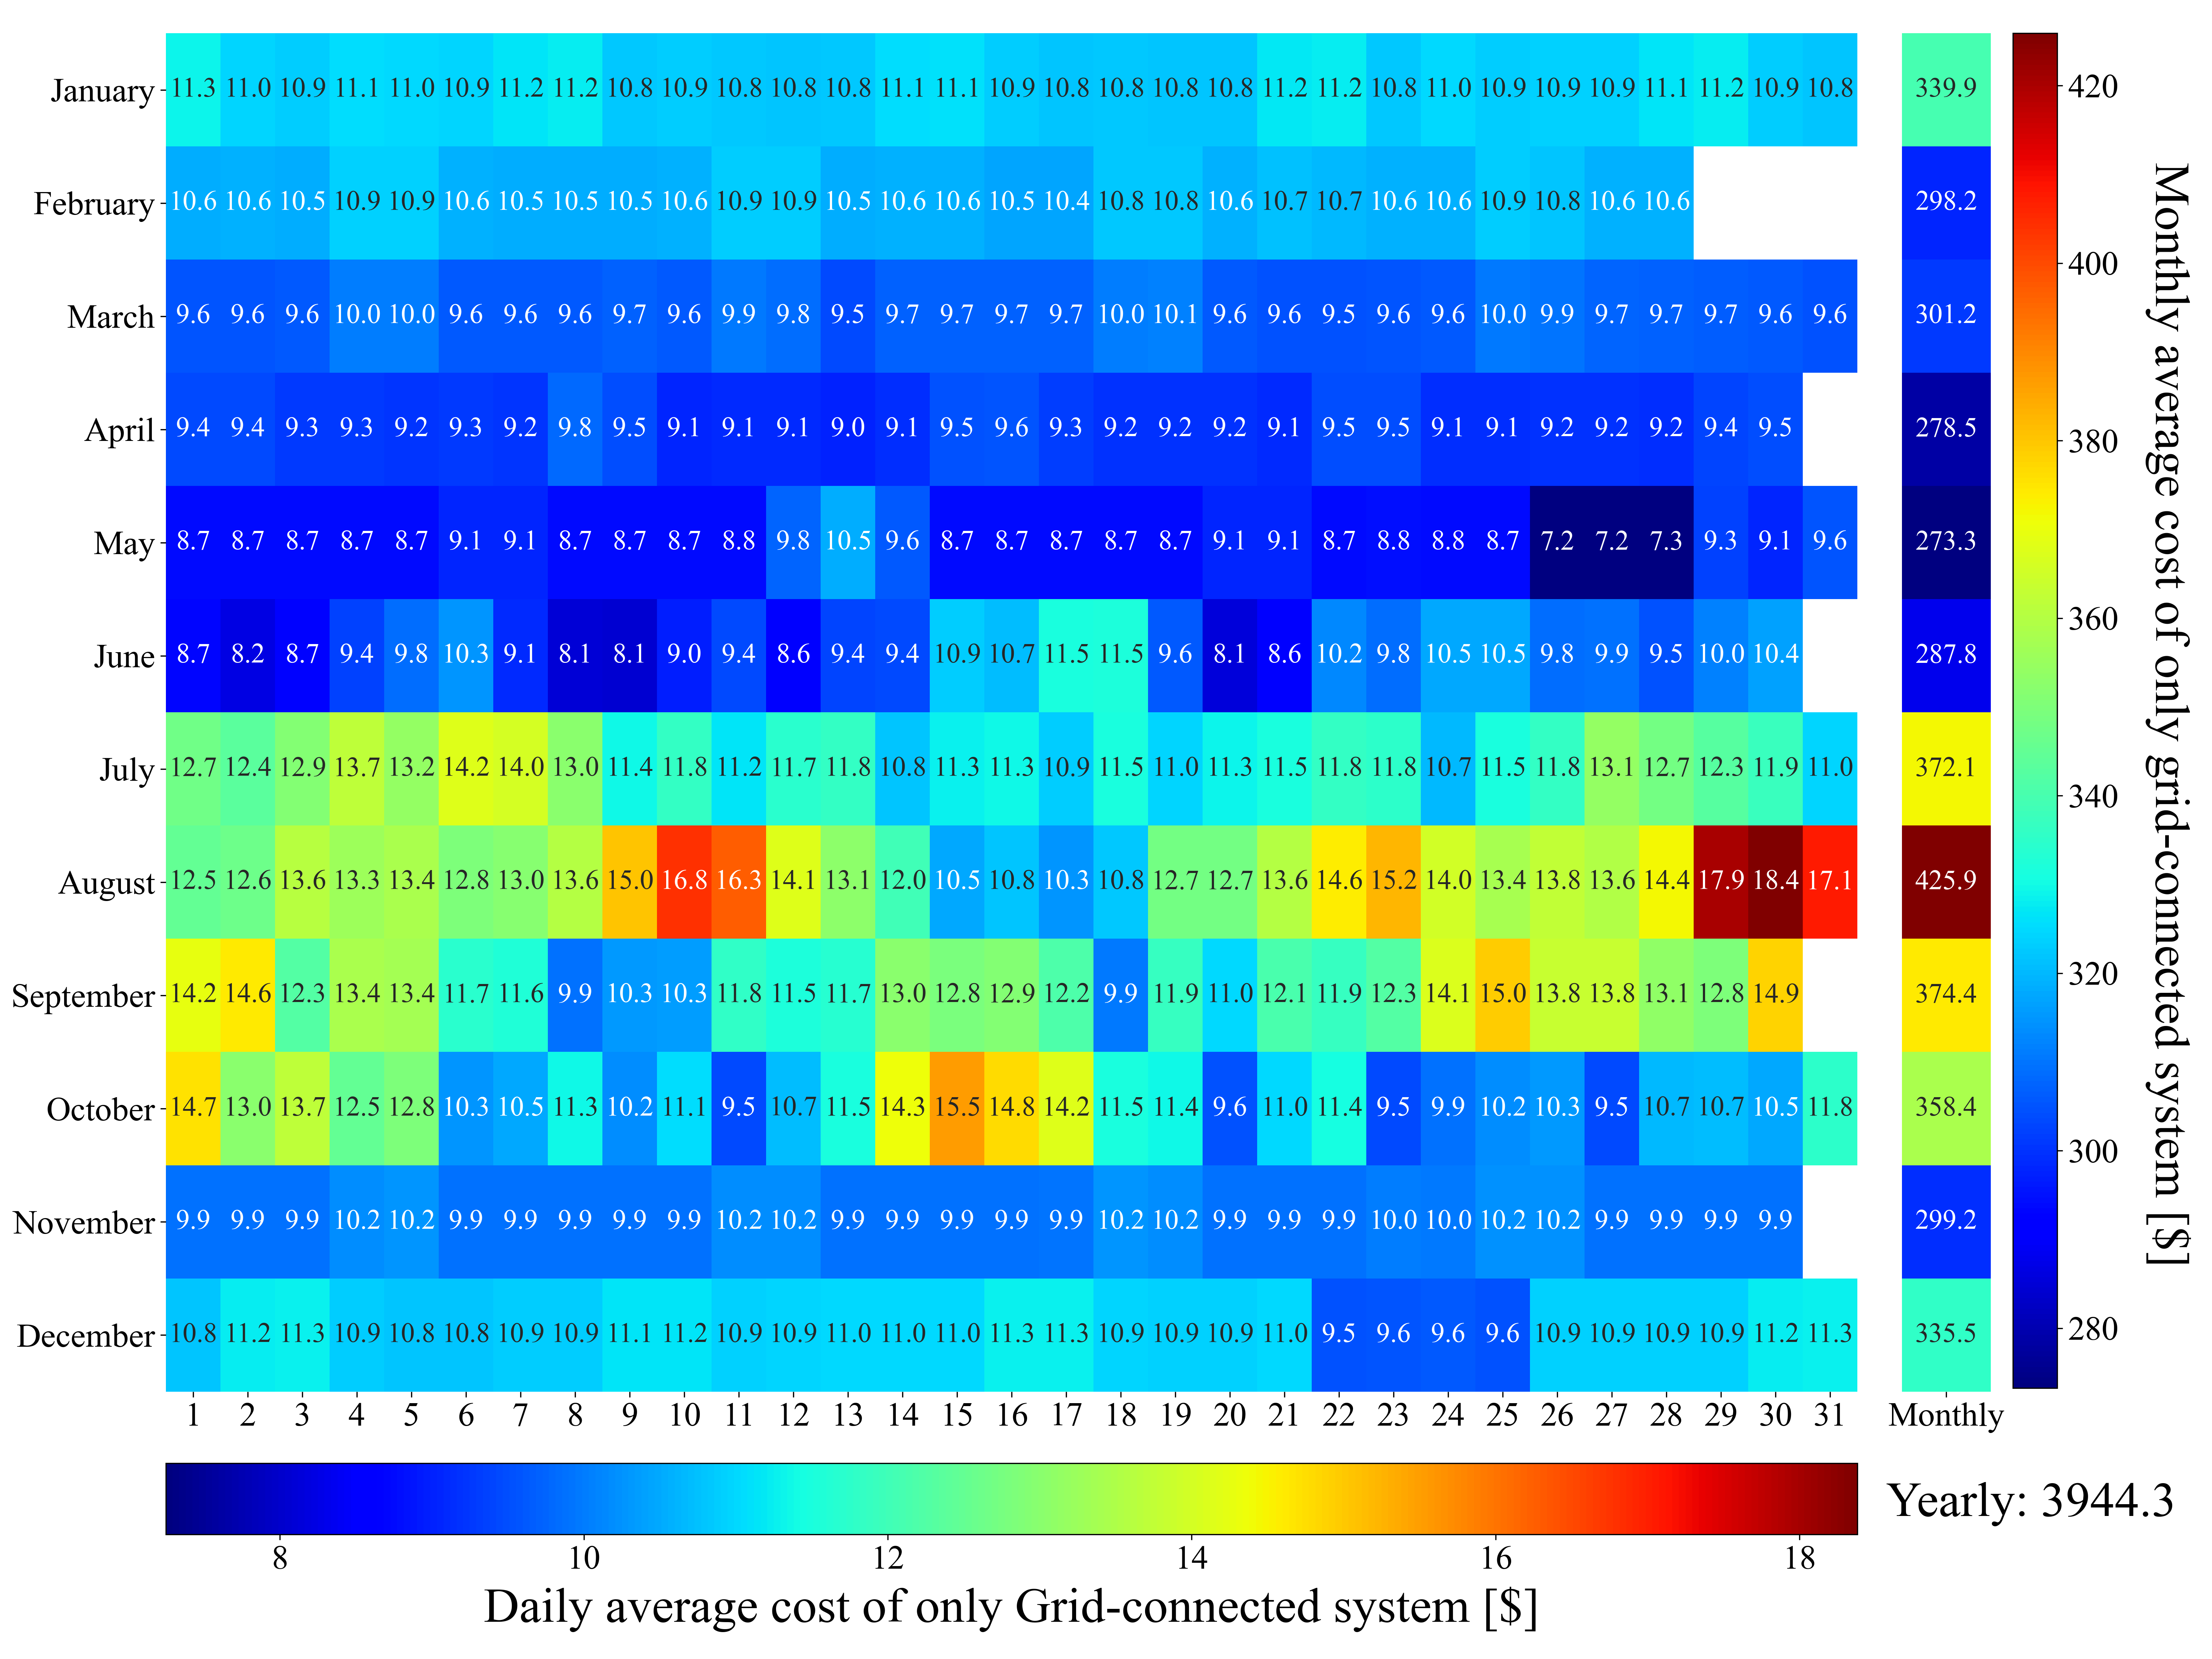 January 11.3 11.0 10.9 11.1 11.0 10.9 11.2 11.2 10.8 10.9 10.8 10.8 10.8 11.1 11.1 10.9 10.8 10.8 10.8 10.8 11.2 11.2 10.8 11.0 10.9 10.9 10.9 11.1 11.2 10.9 10.8 339.9
February 10.6 10.6 10.5 10.9 10.9 10.6 10.5 10.5 10.5 10.6 10.9 10.9 10.5 10.6 10.6 10.5 10.4 10.8 10.8 10.6 10.7 10.7 10.6 10.6 10.9 10.8 10.6 10.6 298.2
March 9.6 9.6 9.6 10.0 10.0 9.6 9.6 9.6 9.7 9.6 9.9 9.8 9.5 9.7 9.7 9.7 9.7 10.0 10.1 9.6 9.6 9.5 9.6 9.6 10.0 9.9 9.7 9.7 9.7 9.6 9.6 301.2
April 9.4 9.4 9.3 9.3 9.2 9.3 9.2 9.8 9.5 9.1 9.1 9.1 9.0 9.1 9.5 9.6 9.3 9.2 9.2 9.2 9.1 9.5 9.5 9.1 9.1 9.2 9.2 9.2 9.4 9.5 278.5
May 8.7 8.7 8.7 8.7 8.7 9.1 9.1 8.7 8.7 8.7 8.8 9.8 10.5 9.6 8.7 8.7 8.7 8.7 8.7 9.1 9.1 8.7 8.8 8.8 8.7 7.2 7.2 7.3 9.3 9.1 9.6 273.3
June 8.7 8.2 8.7 9.4 9.8 10.3 9.1 8.1 8.1 9.0 9.4 8.6 9.4 9.4 10.9 10.7 11.5 11.5 9.6 8.1 8.6 10.2 9.8 10.5 10.5 9.8 9.9 9.5 10.0 10.4 287.8
July 12.7 12.4 12.9 13.7 13.2 14.2 14.0 13.0 11.4 11.8 11.2 11.7 11.8 10.8 11.3 11.3 10.9 11.5 11.0 11.3 11.5 11.8 11.8 10.7 11.5 11.8 13.1 12.7 12.3 11.9 11.0 372.1
August 12.5 12.6 13.6 13.3 13.4 12.8 13.0 13.6 15.0 16.8 16.3 14.1 13.1 12.0 10.5 10.8 10.3 10.8 12.7 12.7 13.6 14.6 15.2 14.0 13.4 13.8 13.6 14.4 17.9 18.4 17.1 425.9
September 14.2 14.6 12.3 13.4 13.4 11.7 11.6 9.9 10.3 10.3 11.8 11.5 11.7 13.0 12.8 12.9 12.2 9.9 11.9 11.0 12.1 11.9 12.3 14.1 15.0 13.8 13.8 13.1 12.8 14.9 374.4
October 14.7 13.0 13.7 12.5 12.8 10.3 10.5 11.3 10.2 11.1 9.5 10.7 11.5 14.3 15.5 14.8 14.2 11.5 11.4 9.6 11.0 11.4 9.5 9.9 10.2 10.3 9.5 10.7 10.7 10.5 11.8 358.4
November 9.9 9.9 9.9 10.2 10.2 9.9 9.9 9.9 9.9 9.9 10.2 10.2 9.9 9.9 9.9 9.9 9.9 10.2 10.2 9.9 9.9 9.9 10.0 10.0 10.2 10.2 9.9 9.9 9.9 9.9 299.2
December 10.8 11.2 11.3 10.9 10.8 10.8 10.9 10.9 11.1 11.2 10.9 10.9 11.0 11.0 11.0 11.3 11.3 10.9 10.9 10.9 11.0 9.5 9.6 9.6 9.6 10.9 10.9 10.9 10.9 11.2 11.3 335.5
1 2 3 4 5 6 7 8 9 10 11 12 13 14 15 16 17 18 19 20 21 22 23 24 25 26 27 28 29 30 31 Monthly
420
400
380
360
340
320
300
280
Monthly average cost of only grid-connected system [$]
8 10 12 14 16 18
Daily average cost of only Grid-connected system [$]
Yearly: 3944.3